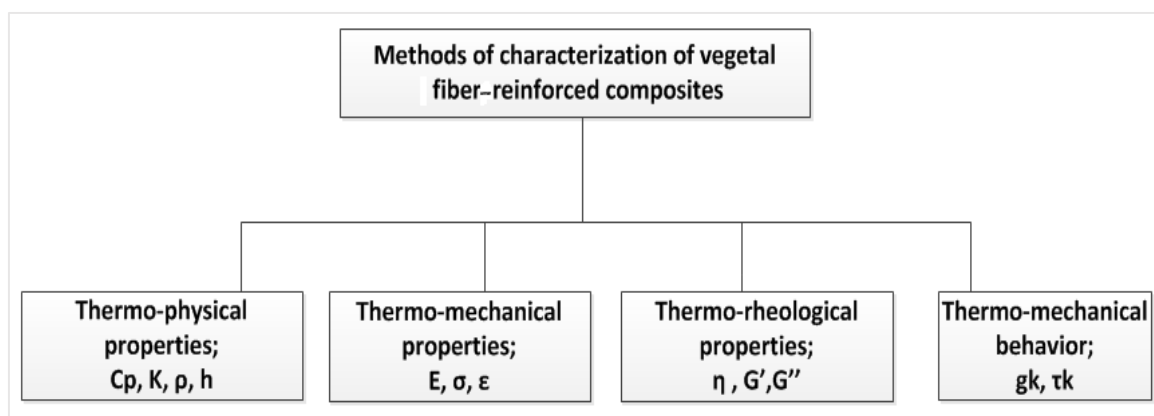 Methods of characterization of vegetal
fiber-reinforced composites
Thermo-physical
properties;
Cp, K, ρ, h
Thermo-mechanical
properties;
E, σ, ε
Thermo-rheological
properties;
η , G',G''
Thermo-mechanical
behavior;
gk, τk